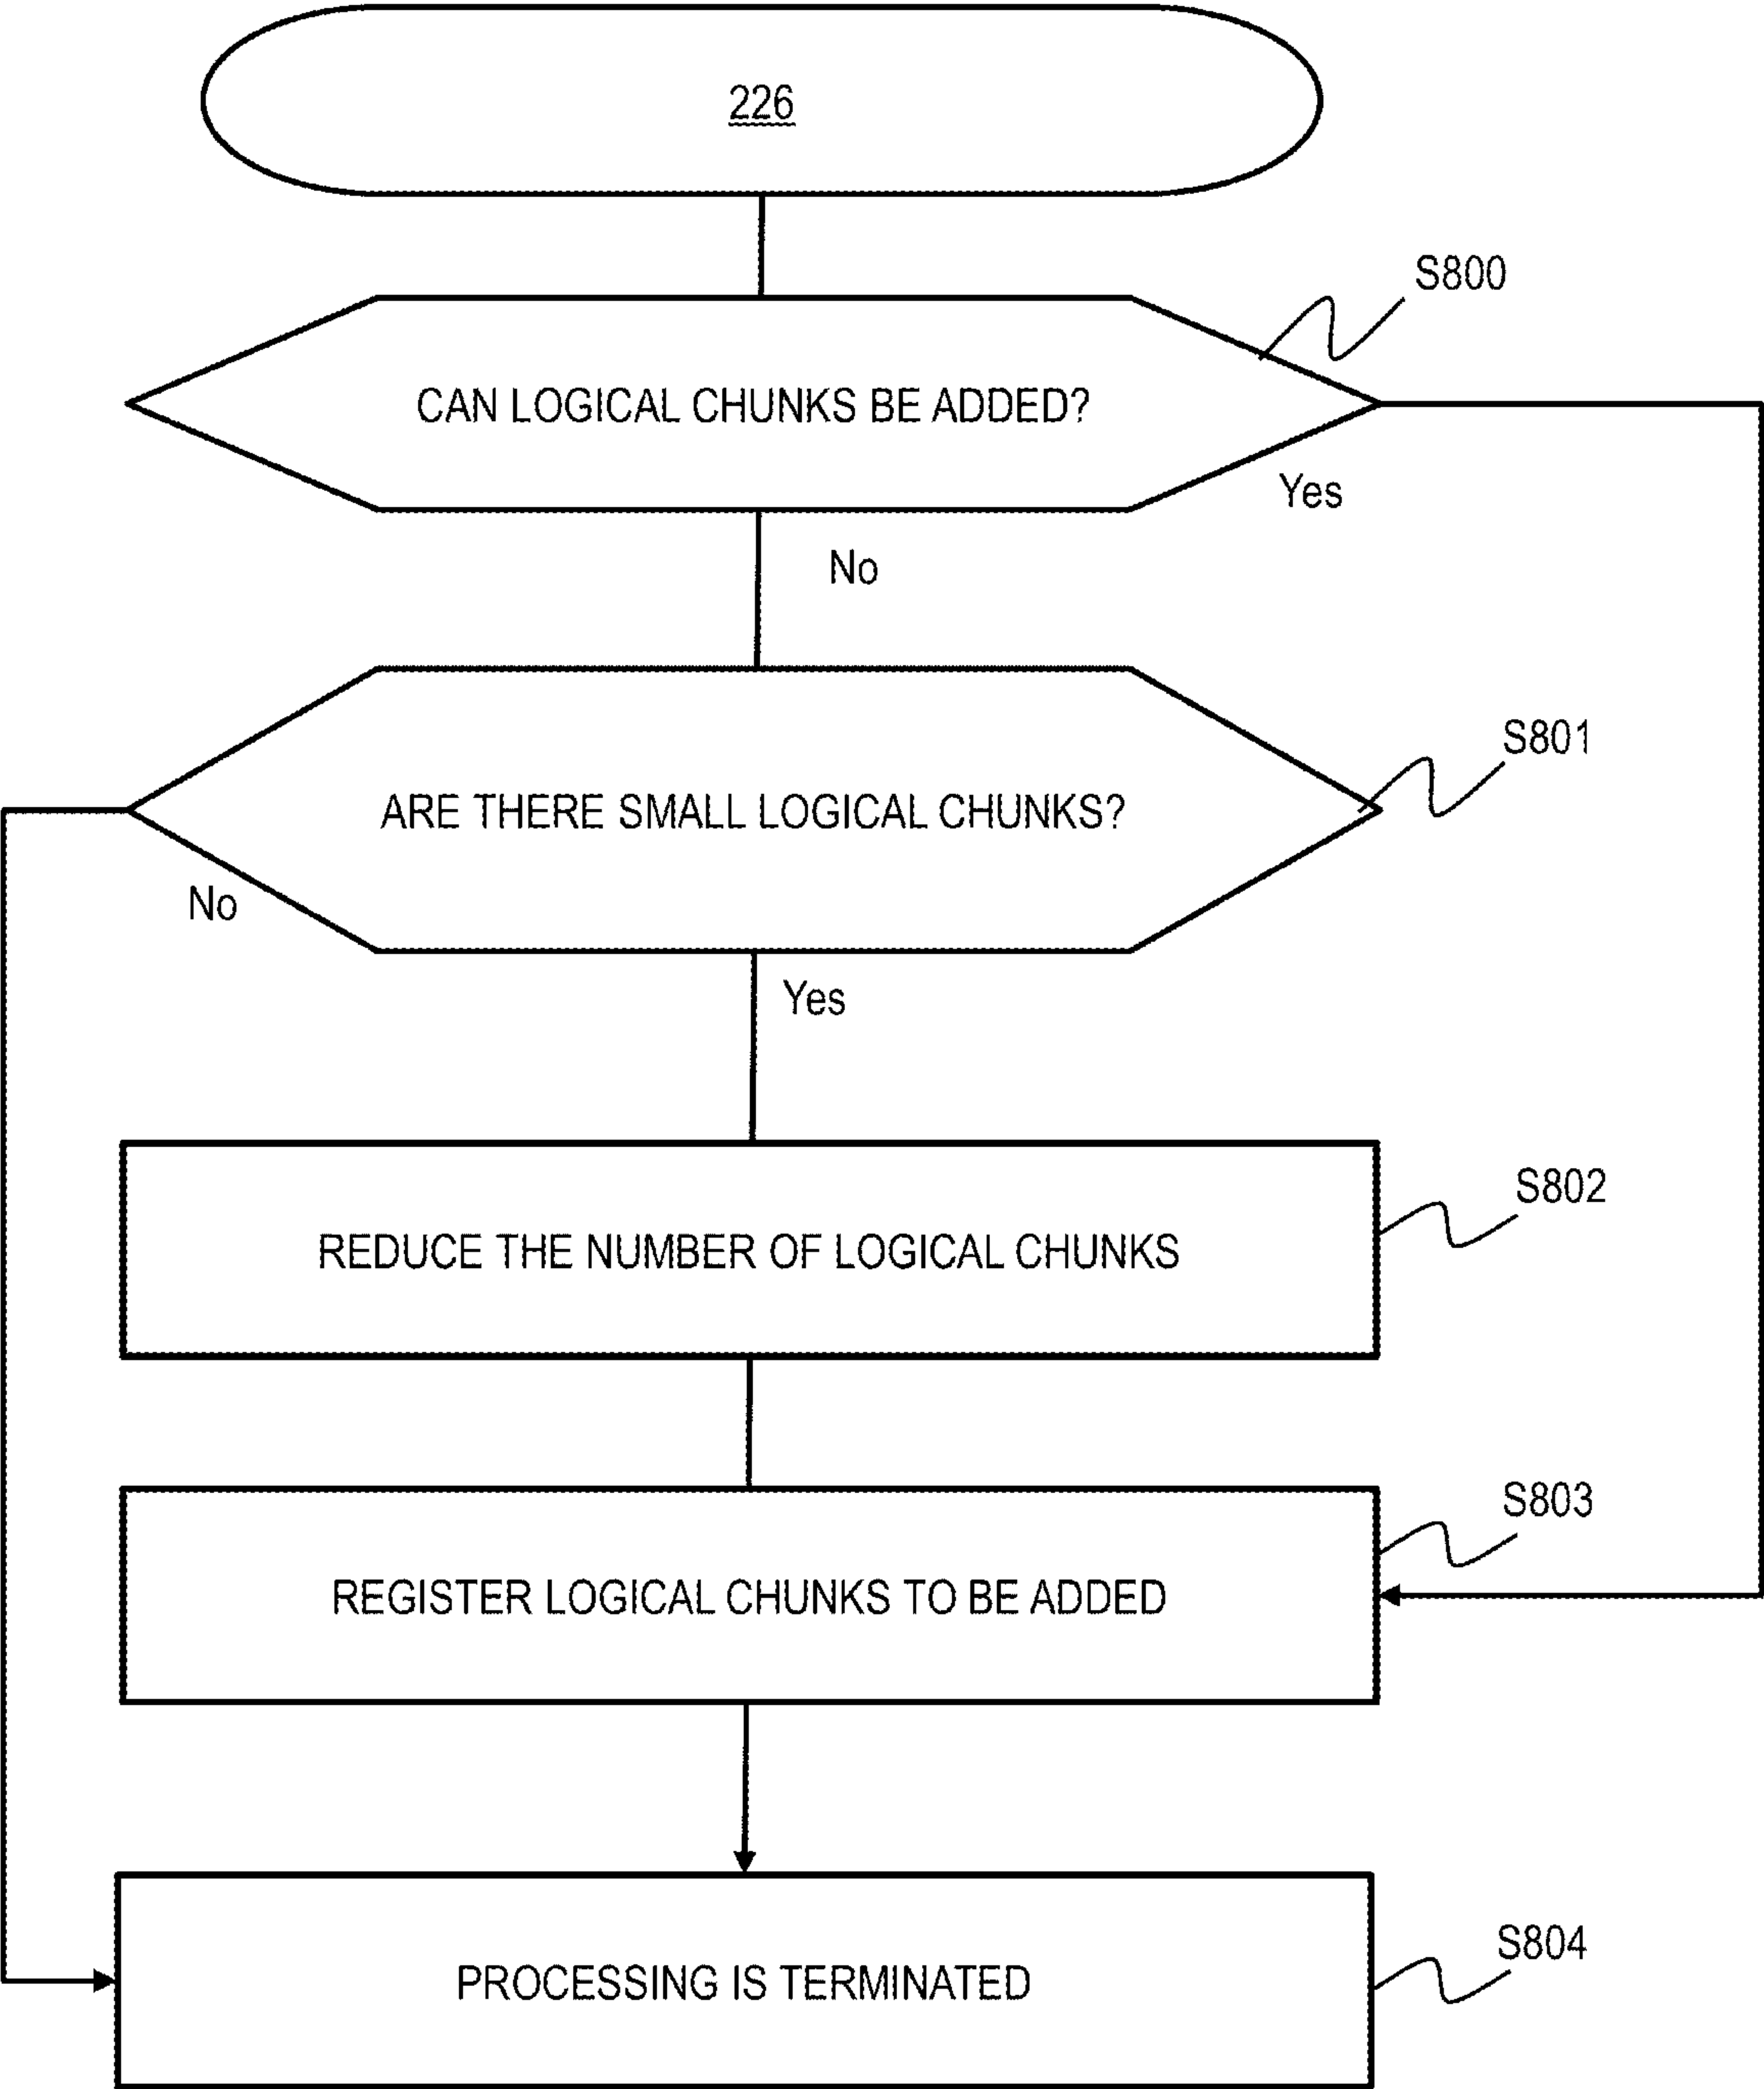 226
S800
CAN LOGICAL CHUNKS BE ADDED?
Yes
No
S801
ARE THERE SMALL LOGICAL CHUNKS?
No
Yes
S802
REDUCE THE NUMBER OF LOGICAL CHUNKS
S803
REGISTER LOGICAL CHUNKS TO BE ADDED
S804
PROCESSING IS TERMINATED